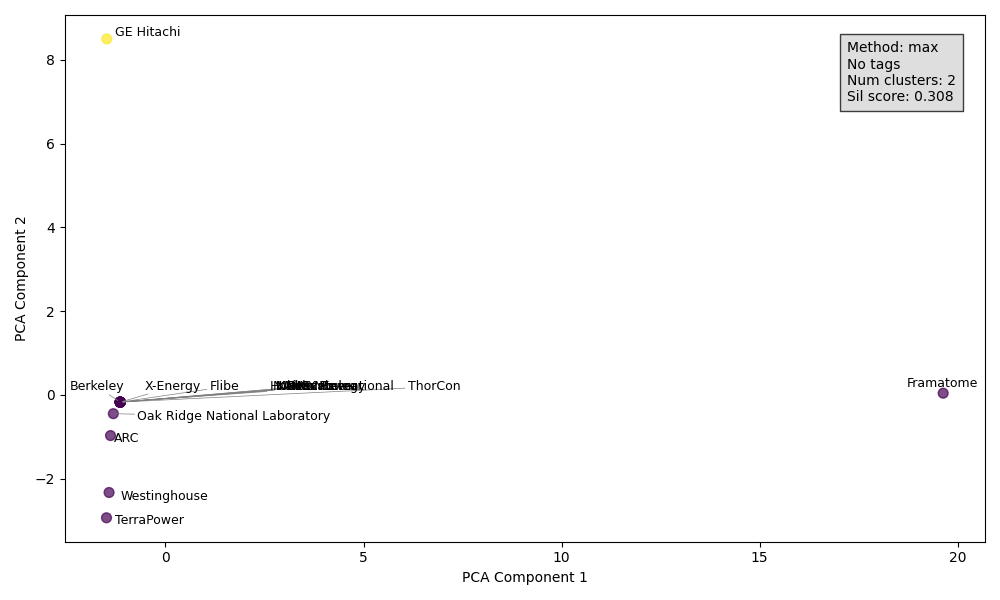 GE Hitachi
Method: max
No tags
Num clusters: 2
Sil score: 0.308
8
6
4
2
0
−2
PCA Component 2
Berkeley
X-Energy
Flibe
ThorCon
Framatome
Oak Ridge National Laboratory
ARC
Westinghouse
TerraPower
0
5
10
15
20
PCA Component 1